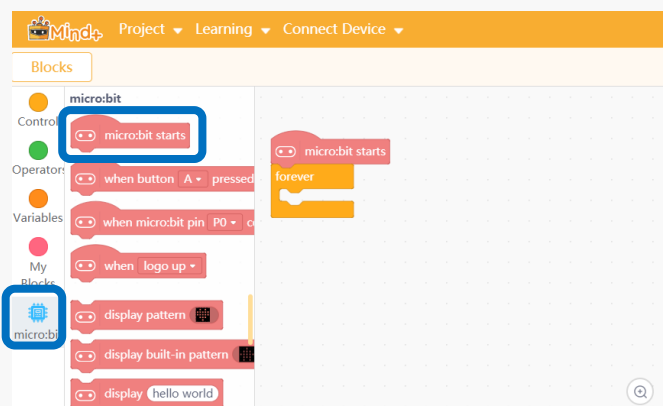 Mind+ Project Learning Connect Device
Blocks
micro:bit
Control
micro:bit starts
micro:bit starts
forever
Operators
when button A pressed
Variables
when micro:bit pin P0
My
Blocks
when logo up
micro:bit
display pattern
display built-in pattern
display hello world